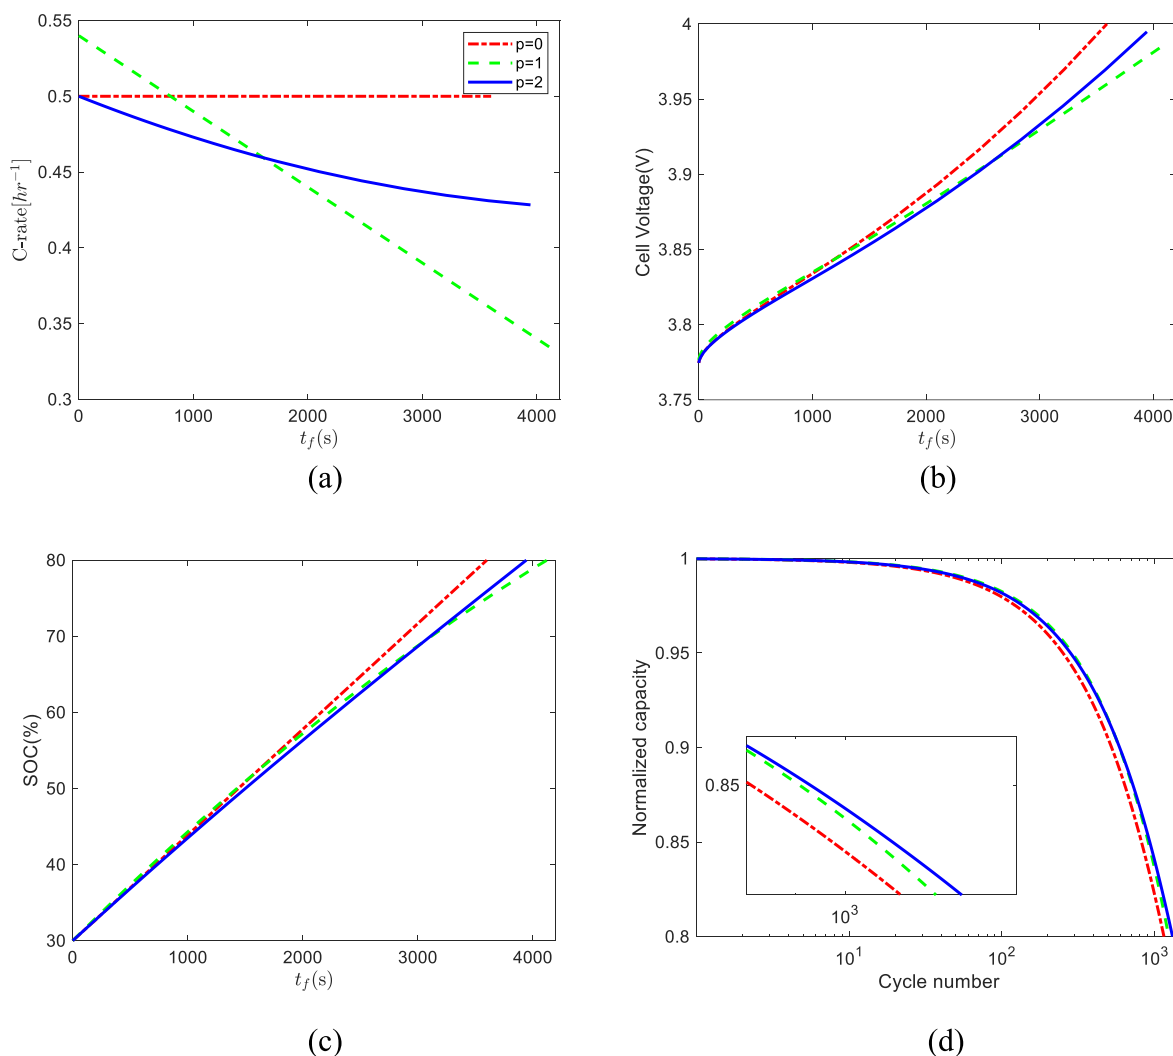 0.55
0.5
0.45
0.4
0.35
0.3
C-rate[hr⁻¹]
p=0
p=1
p=2
0 1000 2000 3000 4000
t_f(s)
(a)
4
3.95
3.9
3.85
3.8
3.75
Cell Voltage(V)
0 1000 2000 3000 4000
t_f(s)
(b)
80
70
60
50
40
30
SOC(%)
0 1000 2000 3000 4000
t_f(s)
(c)
1
0.95
0.9
0.85
0.8
Normalized capacity
0.85
10³
10¹ 10² 10³
Cycle number
(d)